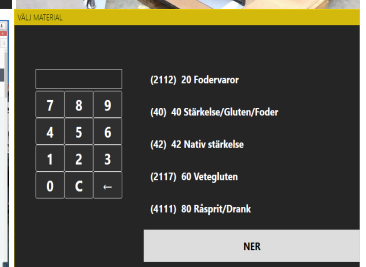 VÄLJ MATERIAL
(2112) 20 Fodervaror
7 8 9
(40) 40 Stärkelse/Gluten/Foder
4 5 6
(42) 42 Nativ stärkelse
1 2 3
(2117) 60 Vetegluten
0 C ←
(4111) 80 Råsprit/Drank
NER